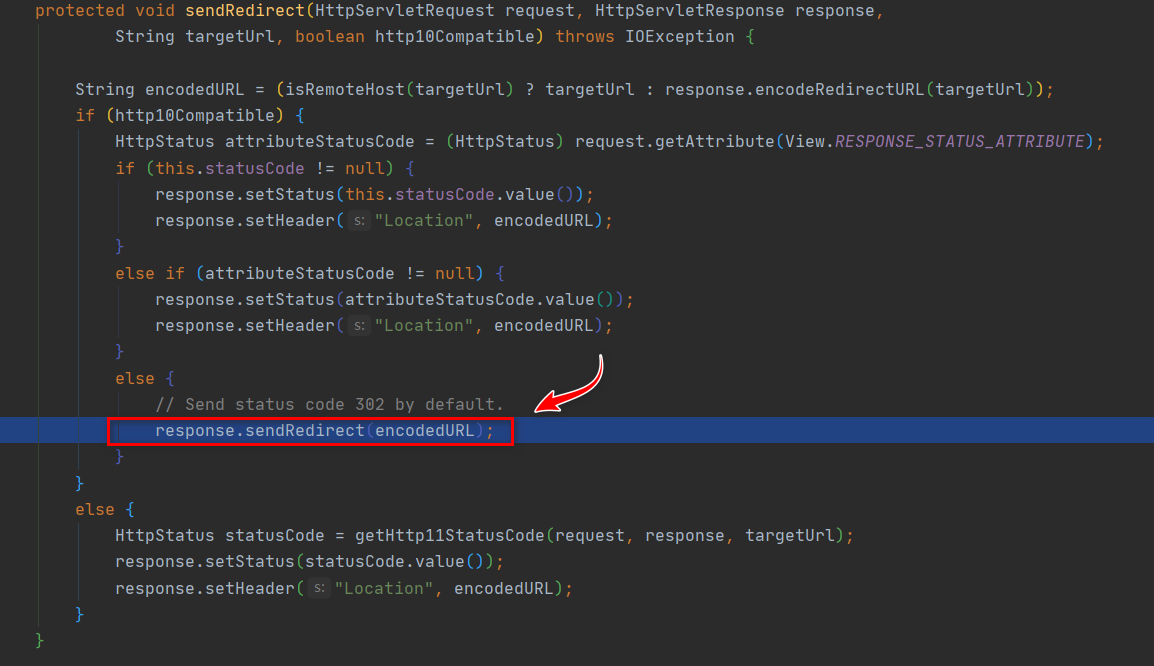 protected void sendRedirect(HttpServletRequest request, HttpServletResponse response,
String targetUrl, boolean http10Compatible) throws IOException {
String encodedURL = (isRemoteHost(targetUrl) ? targetUrl : response.encodeRedirectURL(targetUrl));
if (http10Compatible) {
HttpStatus attributeStatusCode = (HttpStatus) request.getAttribute(View.RESPONSE_STATUS_ATTRIBUTE);
if (this.statusCode != null) {
response.setStatus(this.statusCode.value());
response.setHeader( s: "Location", encodedURL);
}
else if (attributeStatusCode != null) {
response.setStatus(attributeStatusCode.value());
response.setHeader( s: "Location", encodedURL);
}
else {
// Send status code 302 by default.
response.sendRedirect(encodedURL);
}
}
else {
HttpStatus statusCode = getHttp11StatusCode(request, response, targetUrl);
response.setStatus(statusCode.value());
response.setHeader( s: "Location", encodedURL);
}
}